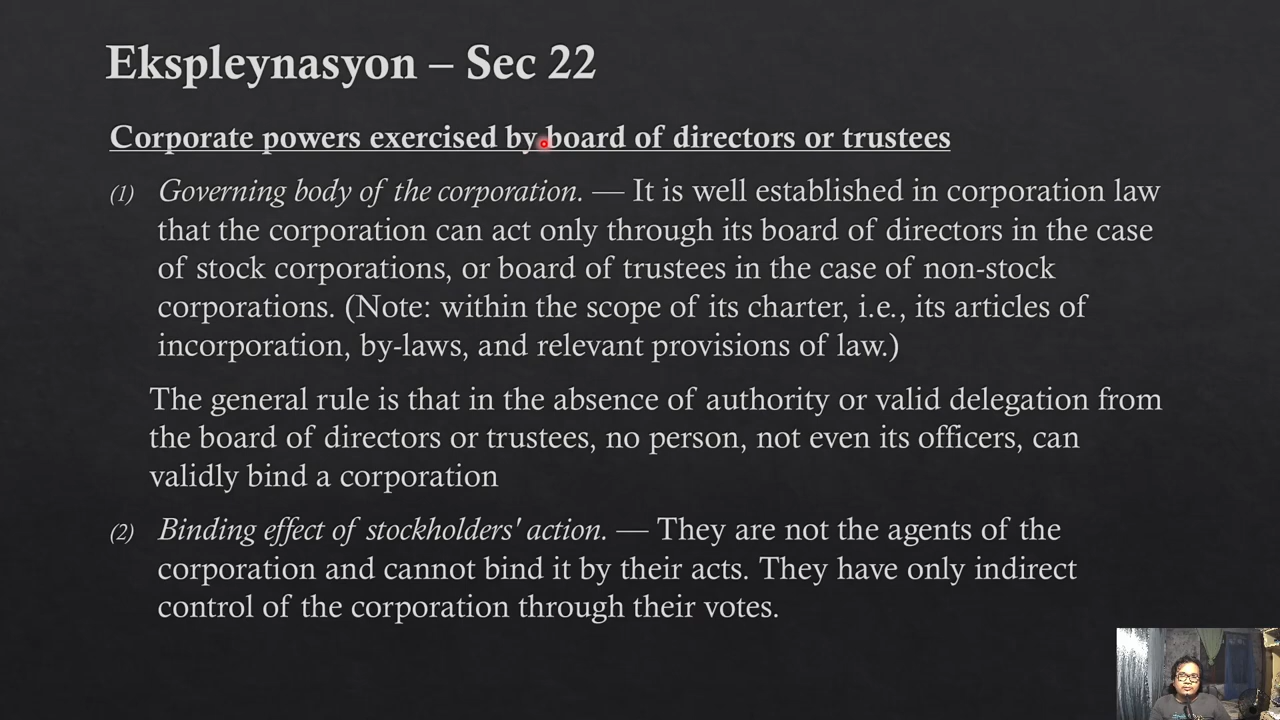 Ekspleynasyon – Sec 22
Corporate powers exercised by board of directors or trustees
(1) Governing body of the corporation. — It is well established in corporation law
that the corporation can act only through its board of directors in the case
of stock corporations, or board of trustees in the case of non-stock
corporations. (Note: within the scope of its charter, i.e., its articles of
incorporation, by-laws, and relevant provisions of law.)
The general rule is that in the absence of authority or valid delegation from
the board of directors or trustees, no person, not even its officers, can
validly bind a corporation
(2) Binding effect of stockholders' action. — They are not the agents of the
corporation and cannot bind it by their acts. They have only indirect
control of the corporation through their votes.